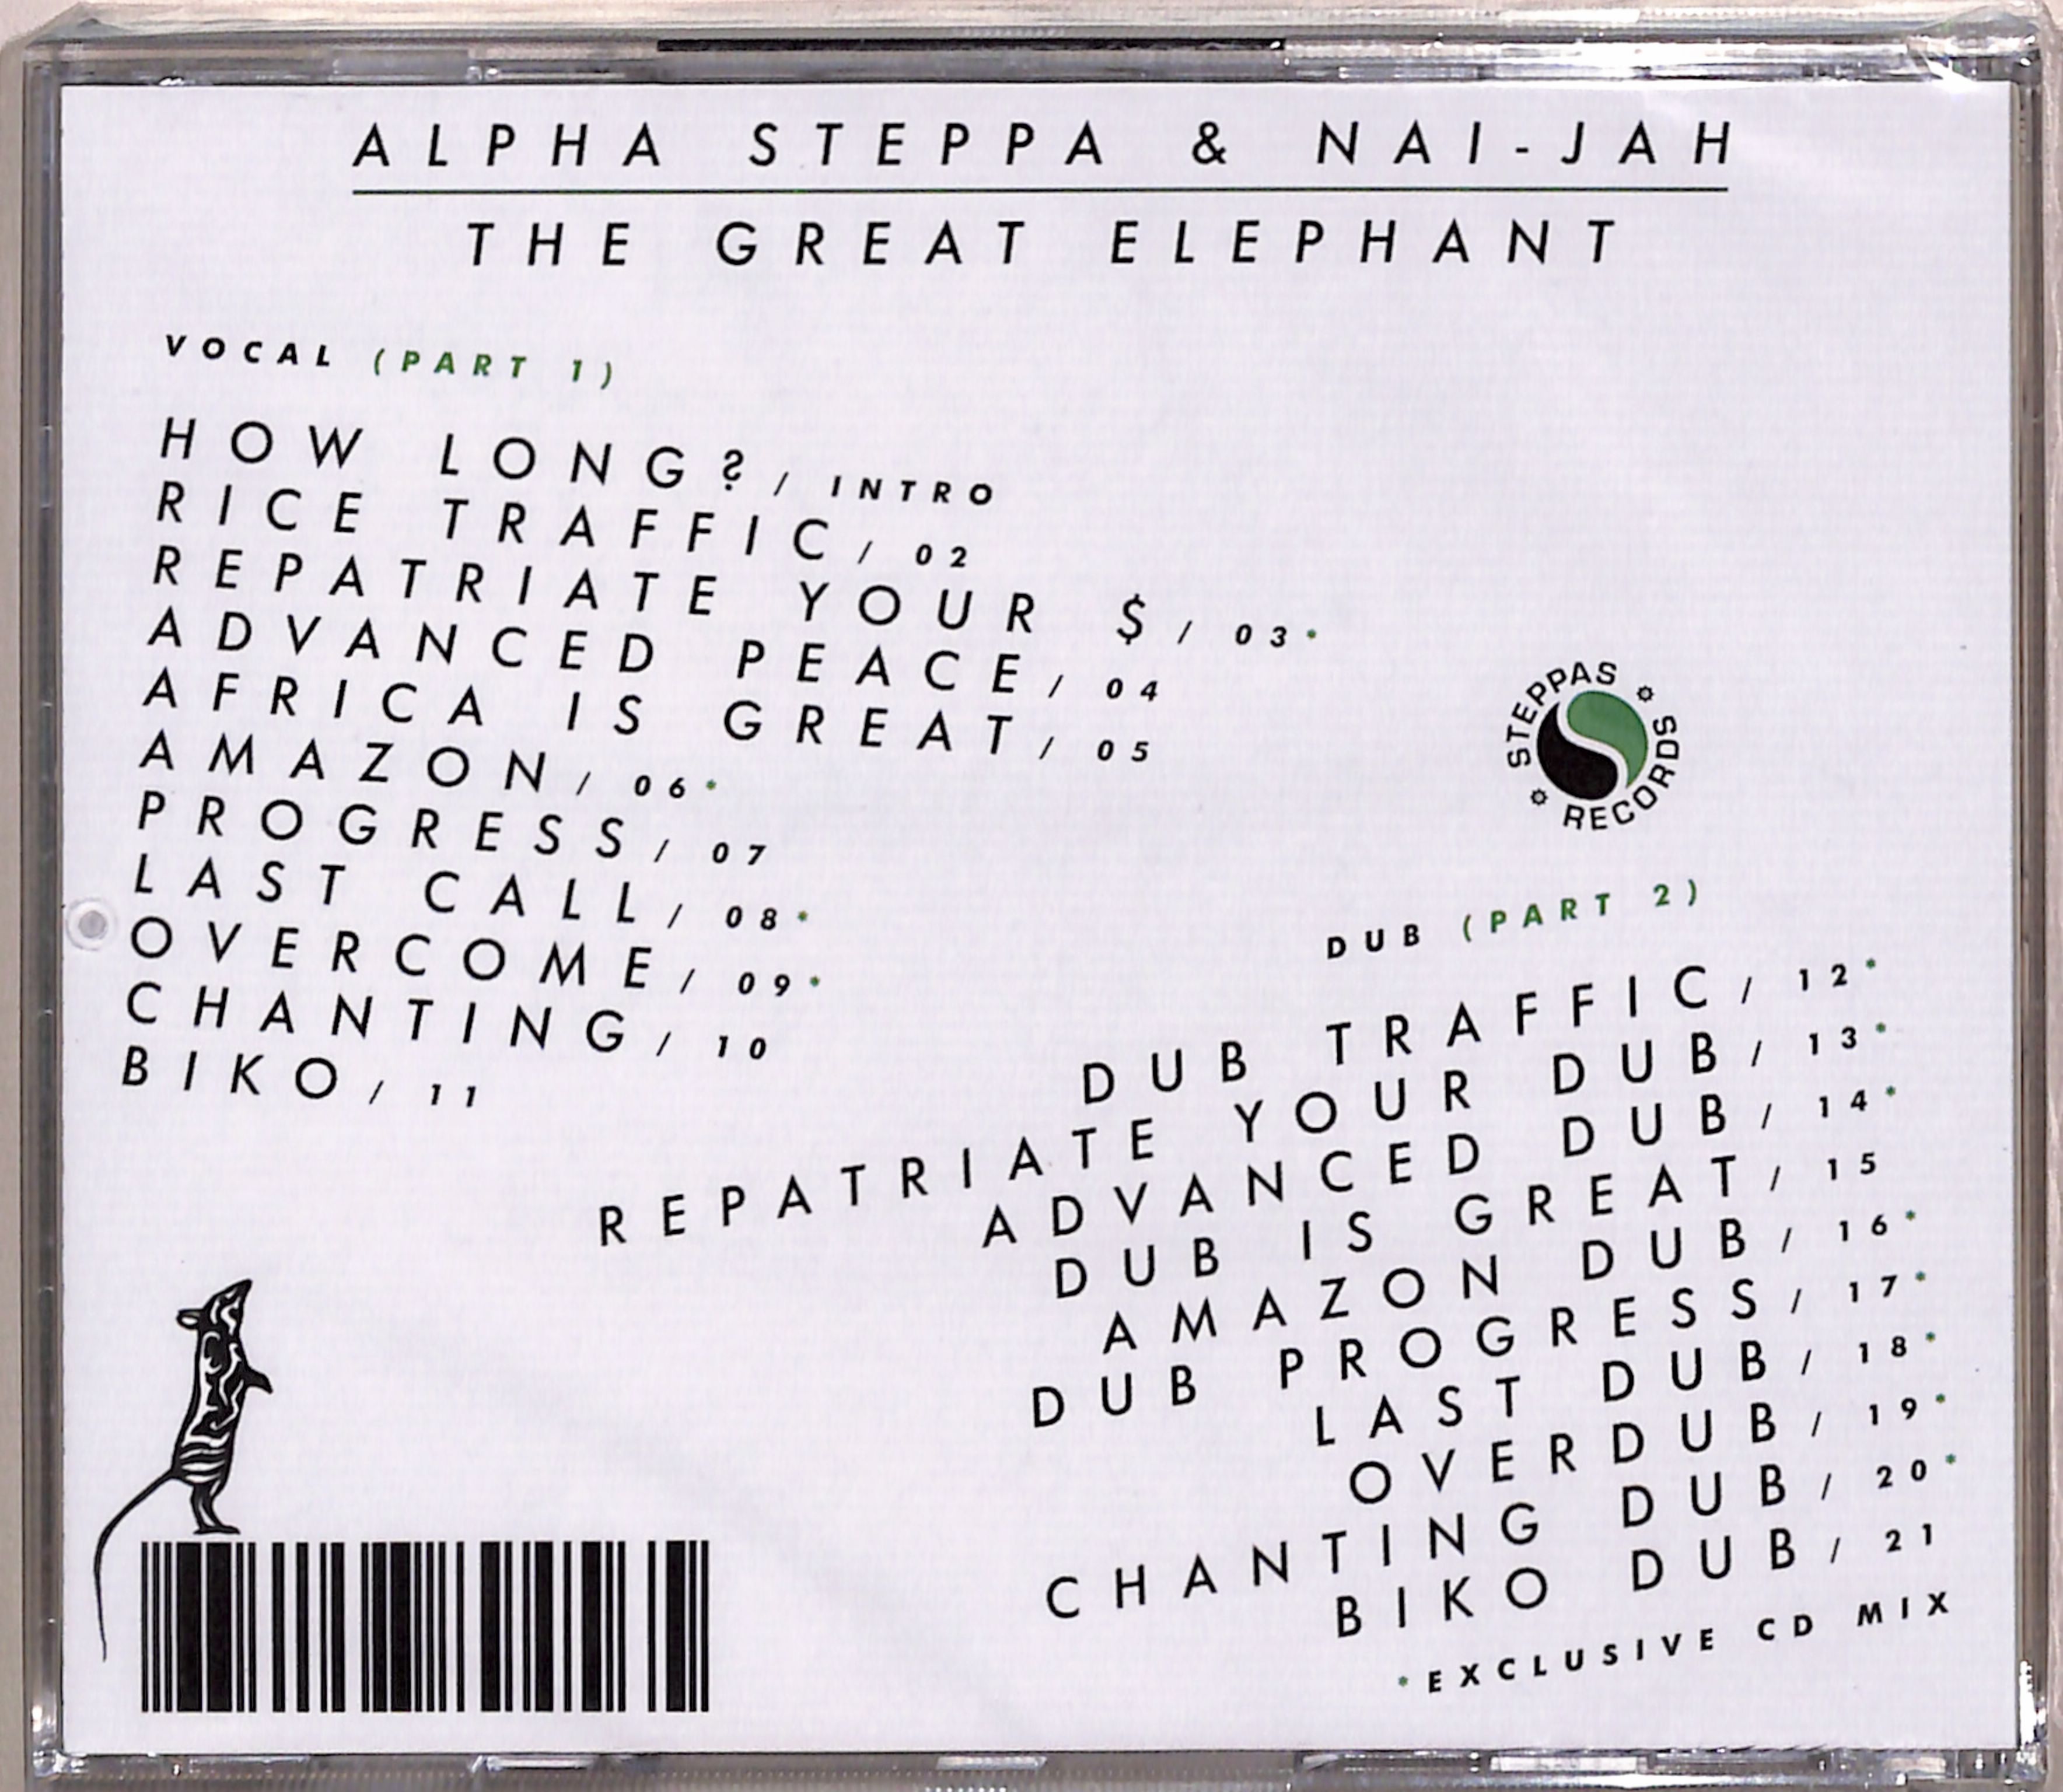 ALPHA STEPPA & NAI-JAH
THE GREAT ELEPHANT
VOCAL (PART 1)
HOW LONG?/ INTRO
RICE TRAFFIC/ 02
REPATRIATE YOUR $/ 03*
ADVANCED PEACE/ 04
AFRICA IS GREAT/ 05
AMAZON/ 06*
PROGRESS/ 07
LAST CALL/ 08*
OVERCOME/ 09*
CHANTING/ 10
BIKO/ 11
STEPPAS
RECORDS
DUB (PART 2)
DUB TRAFFIC/ 12*
REPATRIATE YOUR DUB/ 13*
ADVANCED DUB/ 14*
DUB IS GREAT/ 15
AMAZON DUB/ 16*
DUB PROGRESS/ 17*
LAST DUB/ 18*
OVERDUB/ 19*
CHANTING DUB/ 20*
BIKO DUB/ 21
*EXCLUSIVE CD MIX